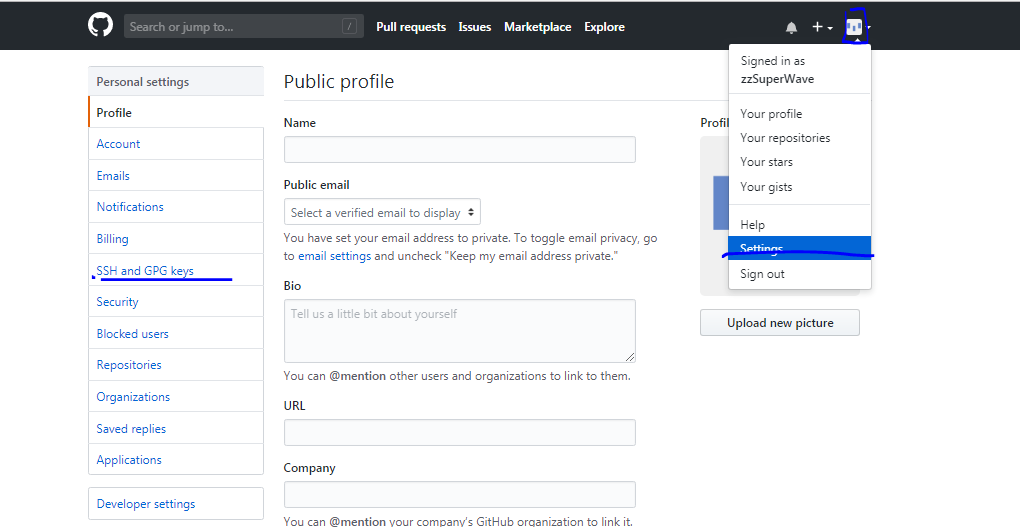 Search or jump to...
/
Pull requests
Issues
Marketplace
Explore
Signed in as
zzSuperWave
Your profile
Your repositories
Your stars
Your gists
Help
Settings
Sign out
Personal settings
Profile
Account
Emails
Notifications
Billing
SSH and GPG keys
Security
Blocked users
Repositories
Organizations
Saved replies
Applications
Developer settings
Public profile
Name
Public email
Select a verified email to display
You have set your email address to private. To toggle email privacy, go
to email settings and uncheck "Keep my email address private."
Bio
Tell us a little bit about yourself
You can @mention other users and organizations to link to them.
URL
Company
You can @mention your company's GitHub organization to link it.
Upload new picture